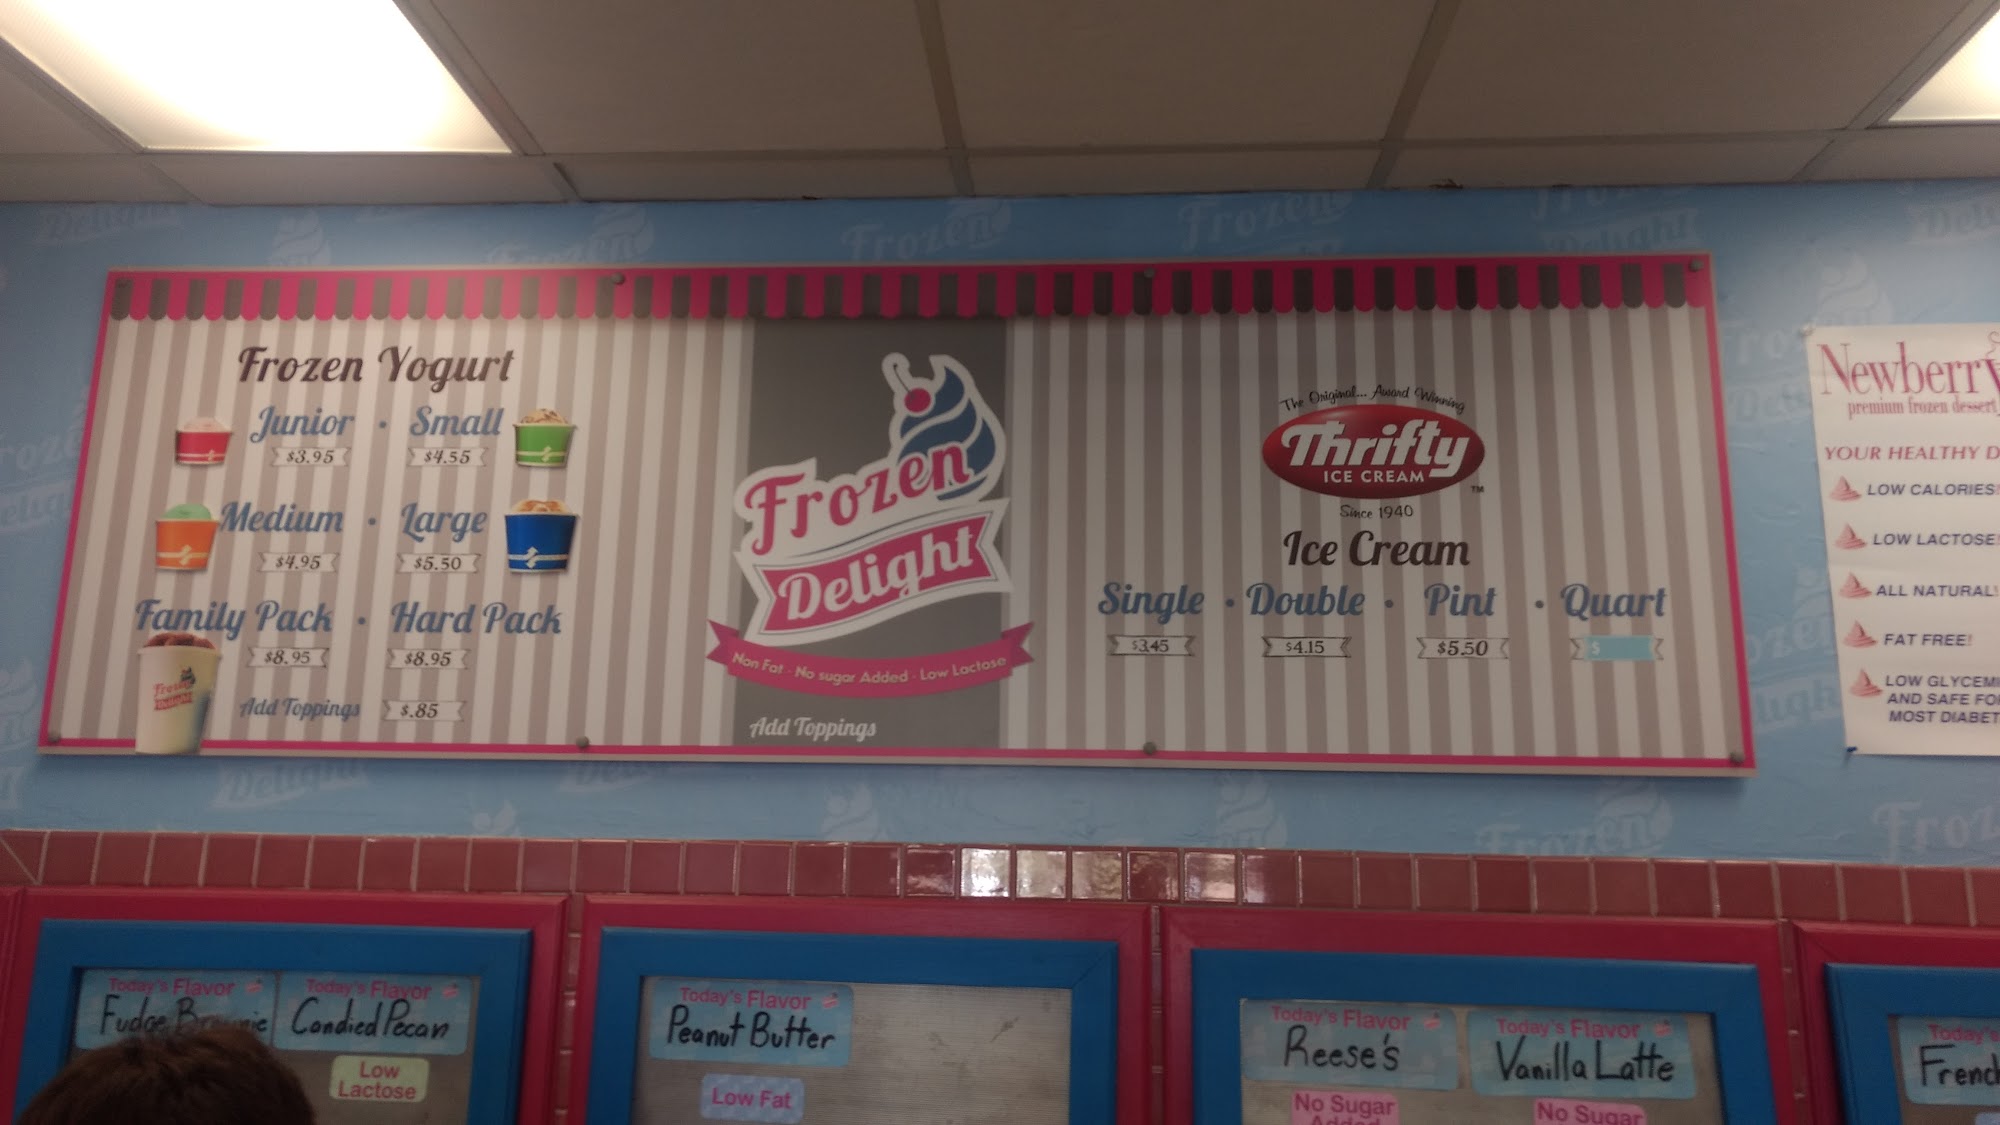 Frozen Yogurt
Junior · Small
$3.95 $4.55
Medium · Large
$4.95 $5.50
Family Pack · Hard Pack
$8.95 $8.95
Add Toppings $.85
Frozen
Delight
Frozen
Delight
Non Fat · No sugar Added · Low Lactose
Add Toppings
The Original... Award Winning
Thrifty
ICE CREAM
TM
Since 1940
Ice Cream
Single · Double · Pint · Quart
$3.45 $4.15 $5.50 $
Newberry
premium frozen dessert
YOUR HEALTHY D
LOW CALORIES!
LOW LACTOSE!
ALL NATURAL!
FAT FREE!
LOW GLYCEMI
AND SAFE FO
MOST DIABET
Today's Flavor
Fudge Brownie
Today's Flavor
Candied Pecan
Low
Lactose
Today's Flavor
Peanut Butter
Low Fat
Today's Flavor
Reese's
No Sugar
Added
Today's Flavor
Vanilla Latte
No Sugar
Today's
French